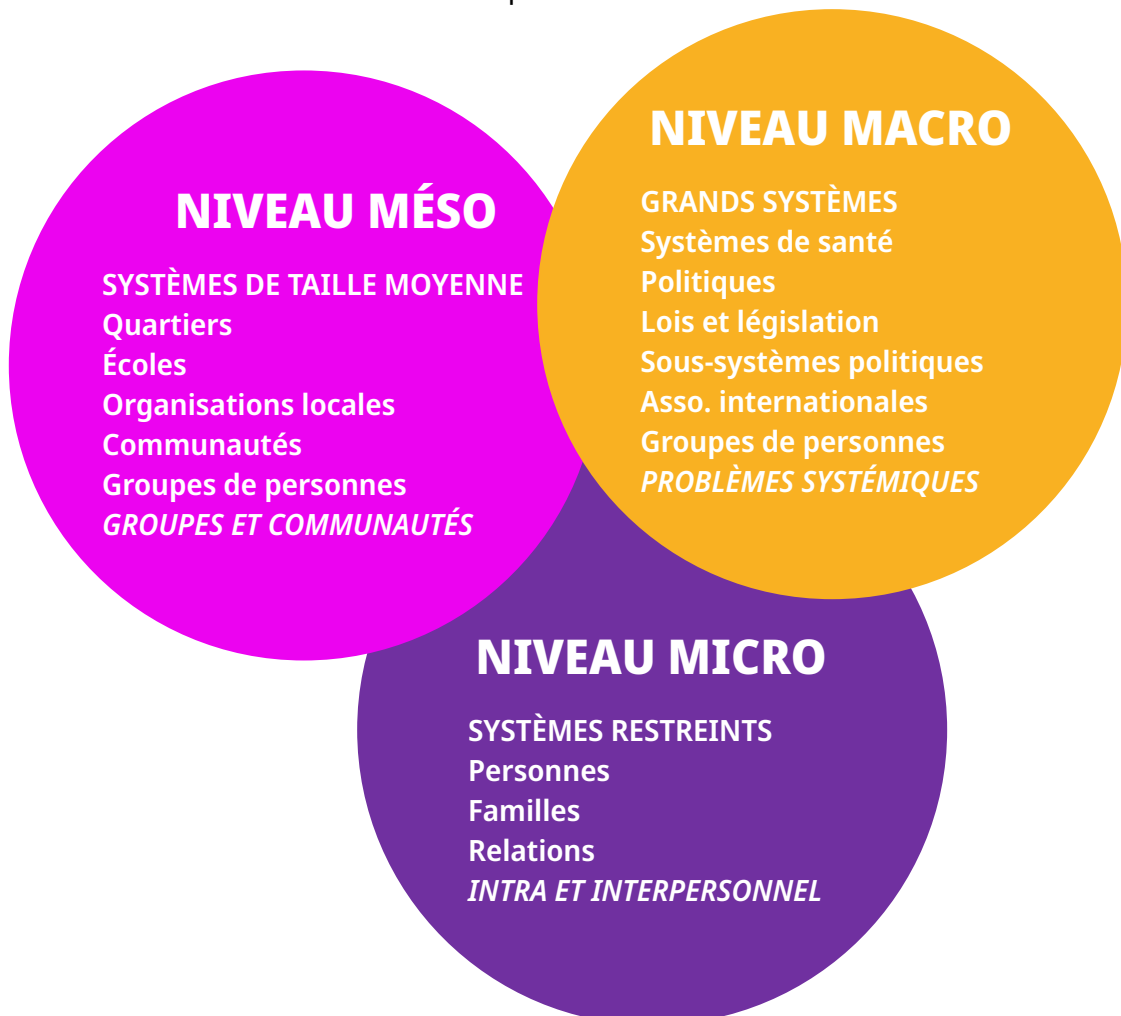 NIVEAU MÉSO
SYSTÈMES DE TAILLE MOYENNE
Quartiers
Écoles
Organisations locales
Communautés
Groupes de personnes
GROUPES ET COMMUNAUTÉS
NIVEAU MACRO
GRANDS SYSTÈMES
Systèmes de santé
Politiques
Lois et législation
Sous-systèmes politiques
Asso. internationales
Groupes de personnes
PROBLÈMES SYSTÉMIQUES
NIVEAU MICRO
SYSTÈMES RESTREINTS
Personnes
Familles
Relations
INTRA ET INTERPERSONNEL